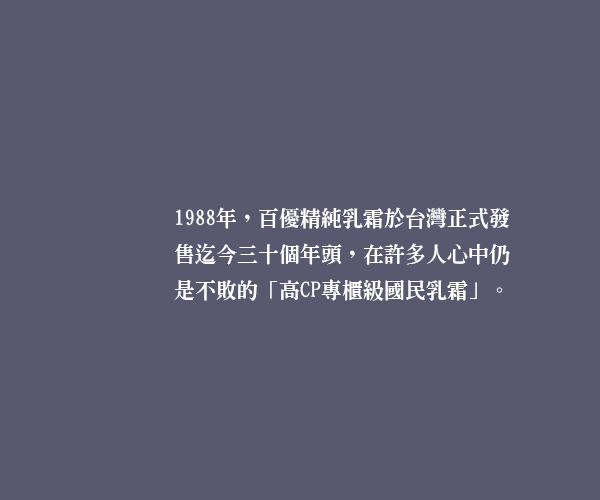 1988年，百優精純乳霜於台灣正式發
售迄今三十個年頭，在許多人心中仍
是不敗的「高CP專櫃級國民乳霜」。